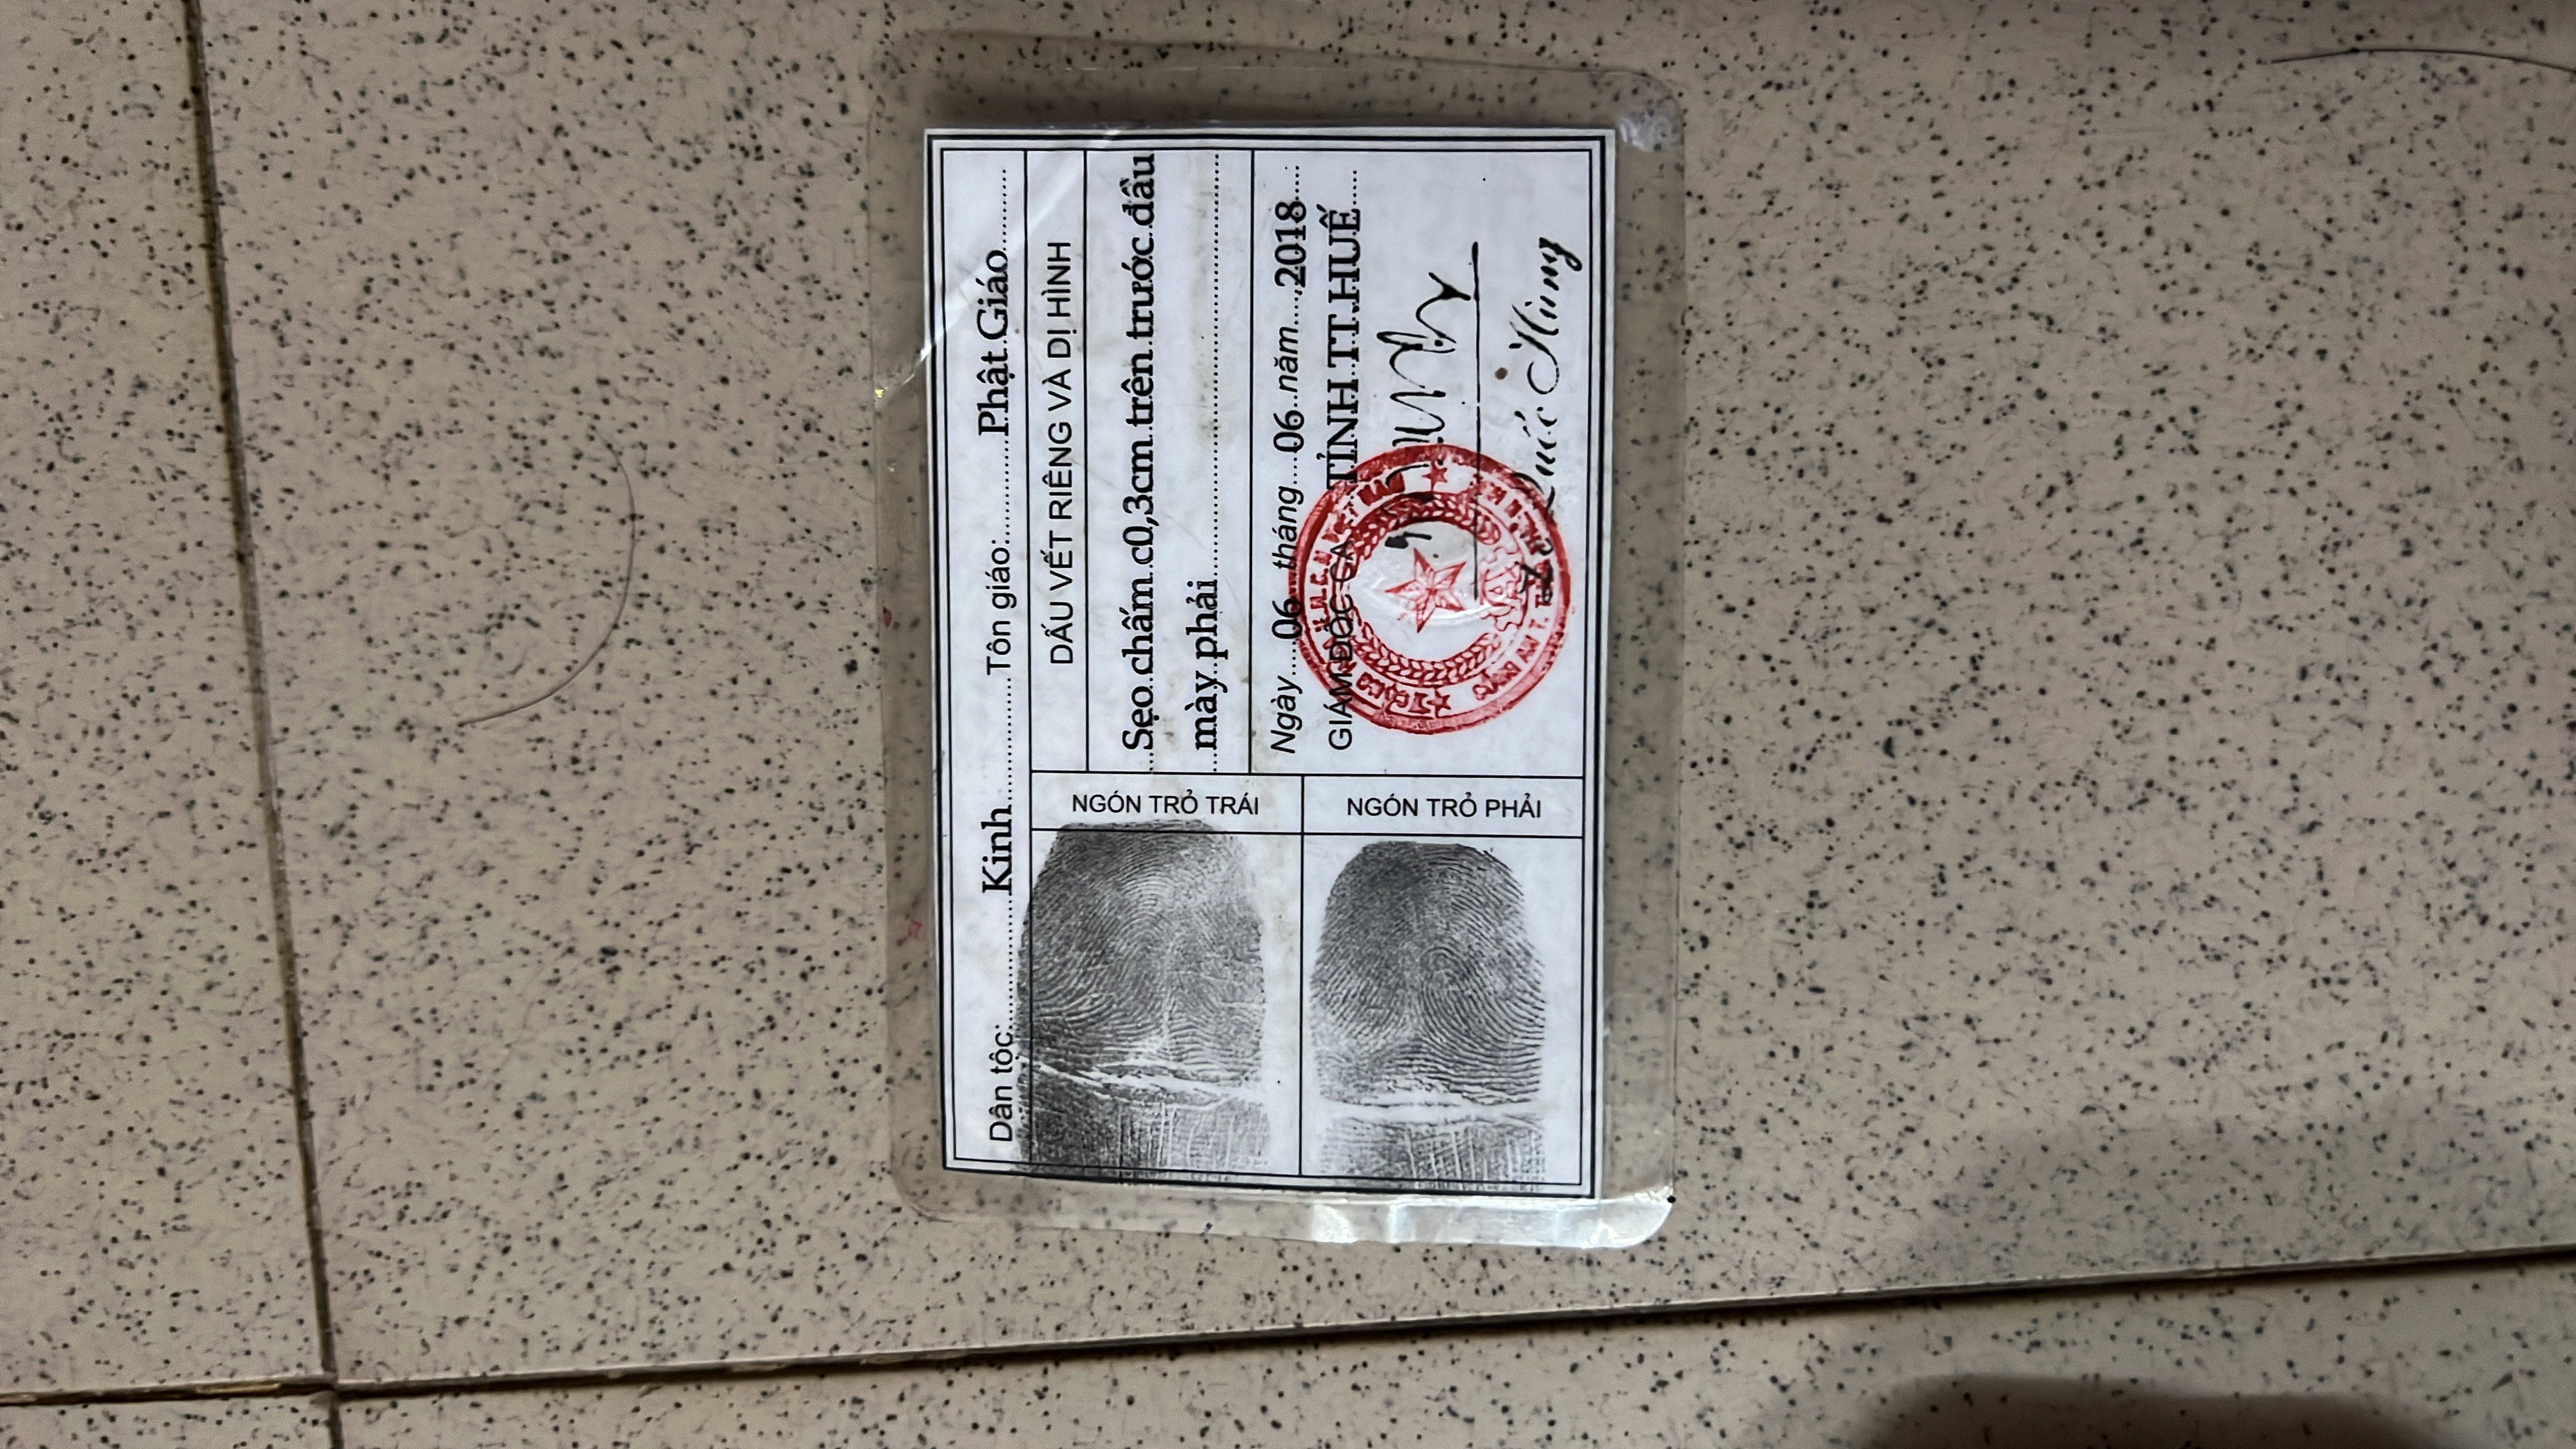 Dân tộc: Kinh Tôn giáo: Phật Giáo
NGÓN TRỎ TRÁI
NGÓN TRỎ PHẢI
DẤU VẾT RIÊNG VÀ DỊ HÌNH
Sẹo chấm c0,3cm trên trước đầu
mày phải
Ngày 06 tháng 06 năm 2018
GIÁM ĐỐC CA TỈNH TT.HUẾ
Lê Quốc Hùng